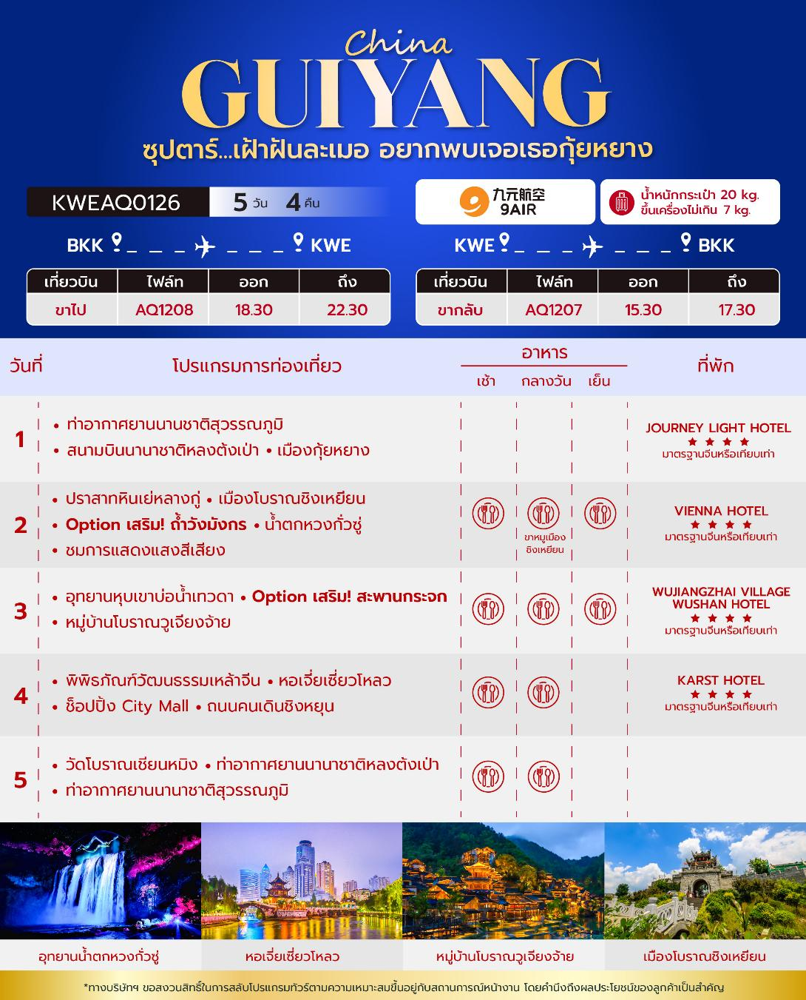 China
GUIYANG
ซุปตาร์...เฝ้าฝันละเมอ อยากพบเจอเธอกุ้ยหยาง
KWEAQ0126 5 วัน 4 คืน
九元航空
9AIR
น้ำหนักกระเป๋า 20 kg.
ขึ้นเครื่องไม่เกิน 7 kg.
BKK KWE
KWE BKK
เที่ยวบิน ไฟล์ท ออก ถึง
ขาไป AQ1208 18.30 22.30
เที่ยวบิน ไฟล์ท ออก ถึง
ขากลับ AQ1207 15.30 17.30
วันที่ โปรแกรมการท่องเที่ยว อาหาร ที่พัก
เช้า กลางวัน เย็น
1
• ท่าอากาศยานนานชาติสุวรรณภูมิ
• สนามบินนานาชาติหลงต้งเป่า • เมืองกุ้ยหยาง
JOURNEY LIGHT HOTEL
★ ★ ★ ★
มาตรฐานจีนหรือเทียบเท่า
2
• ปราสาทหินเย่หลางกู่ • เมืองโบราณชิงเหยียน
• Option เสริม! ถ้ำวังมังกร • น้ำตกหวงกั่วซู่
• ชมการแสดงแสงสีเสียง
ขาหมูเมือง
ชิงเหยียน
VIENNA HOTEL
★ ★ ★ ★
มาตรฐานจีนหรือเทียบเท่า
3
• อุทยานหุบเขาบ่อน้ำเทวดา • Option เสริม! สะพานกระจก
• หมู่บ้านโบราณวูเจียงจ้าย
WUJIANGZHAI VILLAGE
WUSHAN HOTEL
★ ★ ★ ★
มาตรฐานจีนหรือเทียบเท่า
4
• พิพิธภัณฑ์วัฒนธรรมเหล้าจีน • หอเจี่ยเซี่ยวโหลว
• ช็อปปิ้ง City Mall • ถนนคนเดินชิงหยุน
KARST HOTEL
★ ★ ★ ★
มาตรฐานจีนหรือเทียบเท่า
5
• วัดโบราณเชียนหมิง • ท่าอากาศยานนานาชาติหลงต้งเป่า
• ท่าอากาศยานนานาชาติสุวรรณภูมิ
อุทยานน้ำตกหวงกั่วซู่
หอเจี่ยเซี่ยวโหลว
หมู่บ้านโบราณวูเจียงจ้าย
เมืองโบราณชิงเหยียน
*ทางบริษัทฯ ขอสงวนสิทธิ์ในการสลับโปรแกรมทัวร์ตามความเหมาะสมขึ้นอยู่กับสถานการณ์หน้างาน โดยคำนึงถึงผลประโยชน์ของลูกค้าเป็นสำคัญ